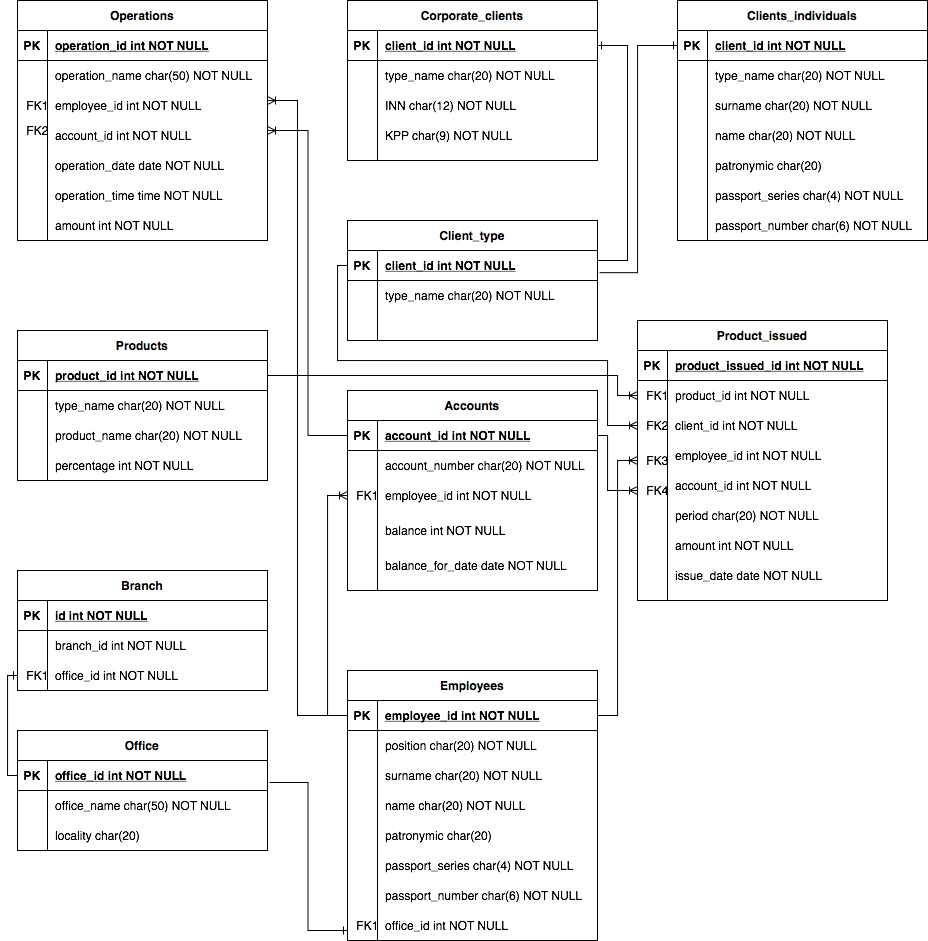 Operations
PK operation_id int NOT NULL
operation_name char(50) NOT NULL
FK1 employee_id int NOT NULL
FK2 account_id int NOT NULL
operation_date date NOT NULL
operation_time time NOT NULL
amount int NOT NULL
Corporate_clients
PK client_id int NOT NULL
type_name char(20) NOT NULL
INN char(12) NOT NULL
KPP char(9) NOT NULL
Clients_individuals
PK client_id int NOT NULL
type_name char(20) NOT NULL
surname char(20) NOT NULL
name char(20) NOT NULL
patronymic char(20)
passport_series char(4) NOT NULL
passport_number char(6) NOT NULL
Client_type
PK client_id int NOT NULL
type_name char(20) NOT NULL
Products
PK product_id int NOT NULL
type_name char(20) NOT NULL
product_name char(20) NOT NULL
percentage int NOT NULL
Accounts
PK account_id int NOT NULL
account_number char(20) NOT NULL
FK1 employee_id int NOT NULL
balance int NOT NULL
balance_for_date date NOT NULL
Product_issued
PK product_issued_id int NOT NULL
FK1 product_id int NOT NULL
FK2 client_id int NOT NULL
FK3 employee_id int NOT NULL
FK4 account_id int NOT NULL
period char(20) NOT NULL
amount int NOT NULL
issue_date date NOT NULL
Branch
PK id int NOT NULL
branch_id int NOT NULL
FK1 office_id int NOT NULL
Office
PK office_id int NOT NULL
office_name char(50) NOT NULL
locality char(20)
Employees
PK employee_id int NOT NULL
position char(20) NOT NULL
surname char(20) NOT NULL
name char(20) NOT NULL
patronymic char(20)
passport_series char(4) NOT NULL
passport_number char(6) NOT NULL
FK1 office_id int NOT NULL